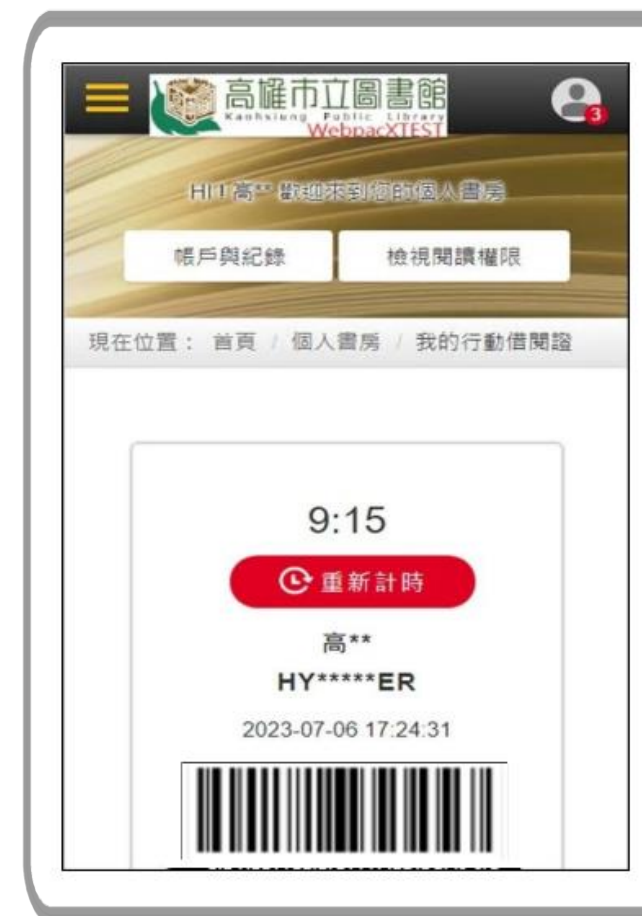 高雄市立圖書館
Kaohsiung Public Library
WebpacXTEST
3
HI ! 高** 歡迎來到您的個人書房
帳戶與紀錄
檢視閱讀權限
現在位置： 首頁 / 個人書房 / 我的行動借閱證
9:15
重新計時
高**
HY*****ER
2023-07-06 17:24:31